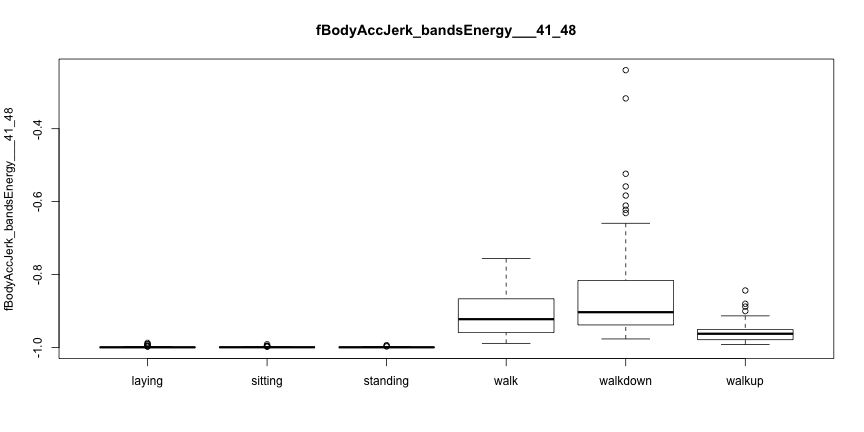 fBodyAccJerk_bandsEnergy___41_48
fBodyAccJerk_bandsEnergy___41_48
-0.4
-0.6
-0.8
-1.0
laying sitting standing walk walkdown walkup